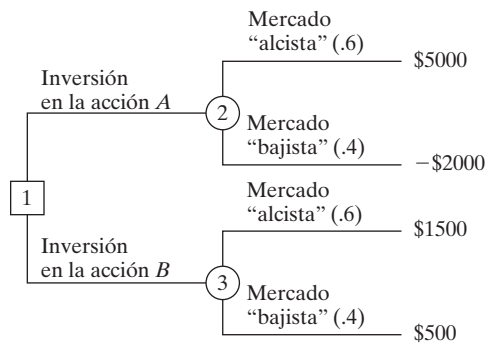 Mercado
“alcista” (.6)
$5000
Inversión
en la acción A
2
Mercado
“bajista” (.4)
−$2000
1
Mercado
“alcista” (.6)
$1500
Inversión
en la acción B
3
Mercado
“bajista” (.4)
$500